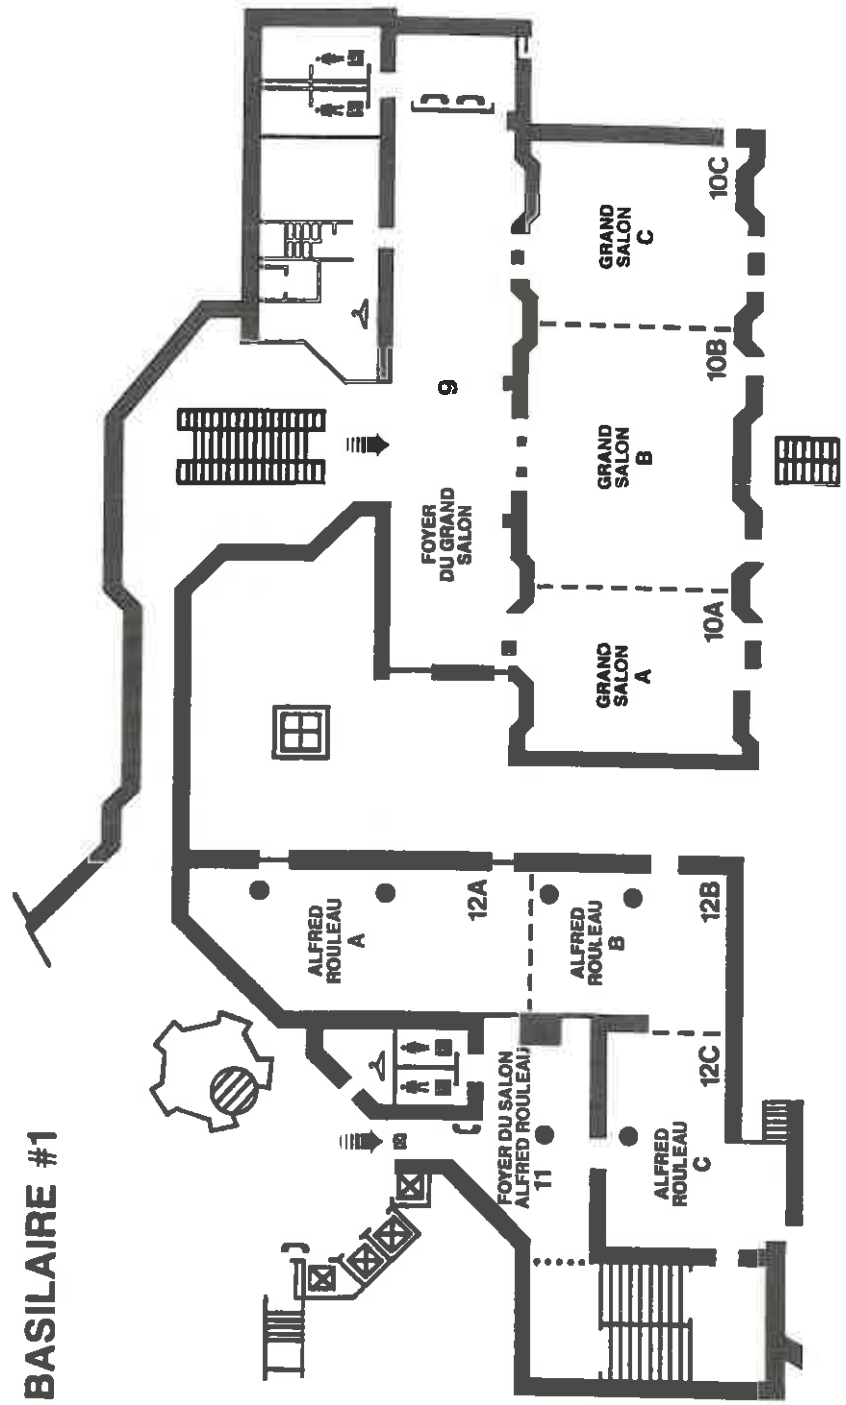 BASILAIRE #1
ALFRED
ROULEAU
A
12A
ALFRED
ROULEAU
B
12B
12C
ALFRED
ROULEAU
C
FOYER DU SALON
ALFRED ROULEAU
11
FOYER
DU GRAND
SALON
9
GRAND
SALON
A
10A
GRAND
SALON
B
10B
GRAND
SALON
C
10C